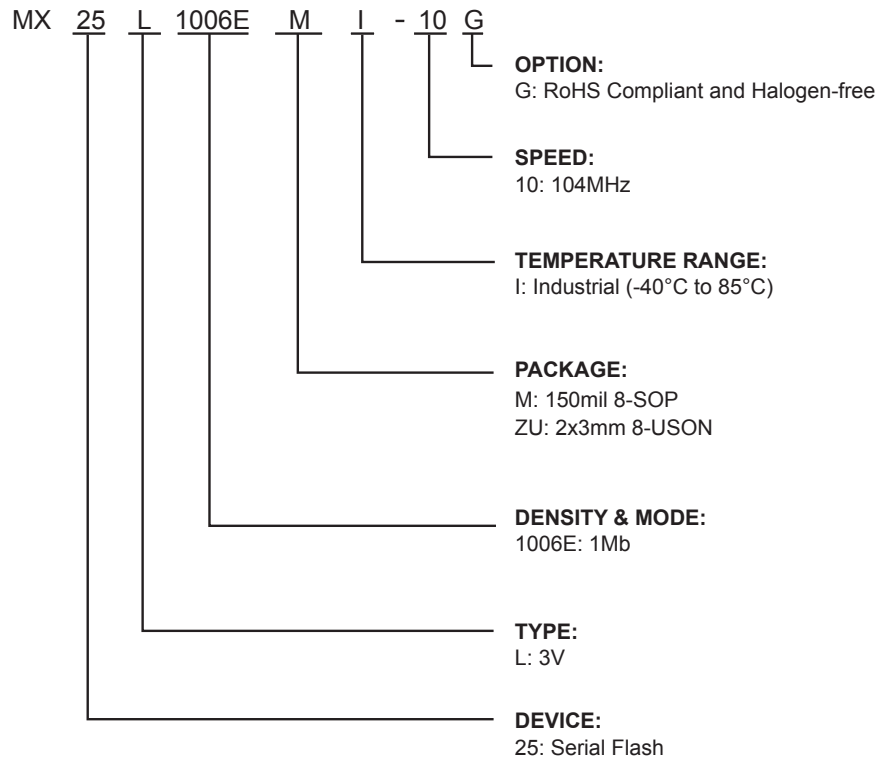 MX 25 L 1006E M I - 10 G
OPTION:
G: RoHS Compliant and Halogen-free
SPEED:
10: 104MHz
TEMPERATURE RANGE:
I: Industrial (-40°C to 85°C)
PACKAGE:
M: 150mil 8-SOP
ZU: 2x3mm 8-USON
DENSITY & MODE:
1006E: 1Mb
TYPE:
L: 3V
DEVICE:
25: Serial Flash